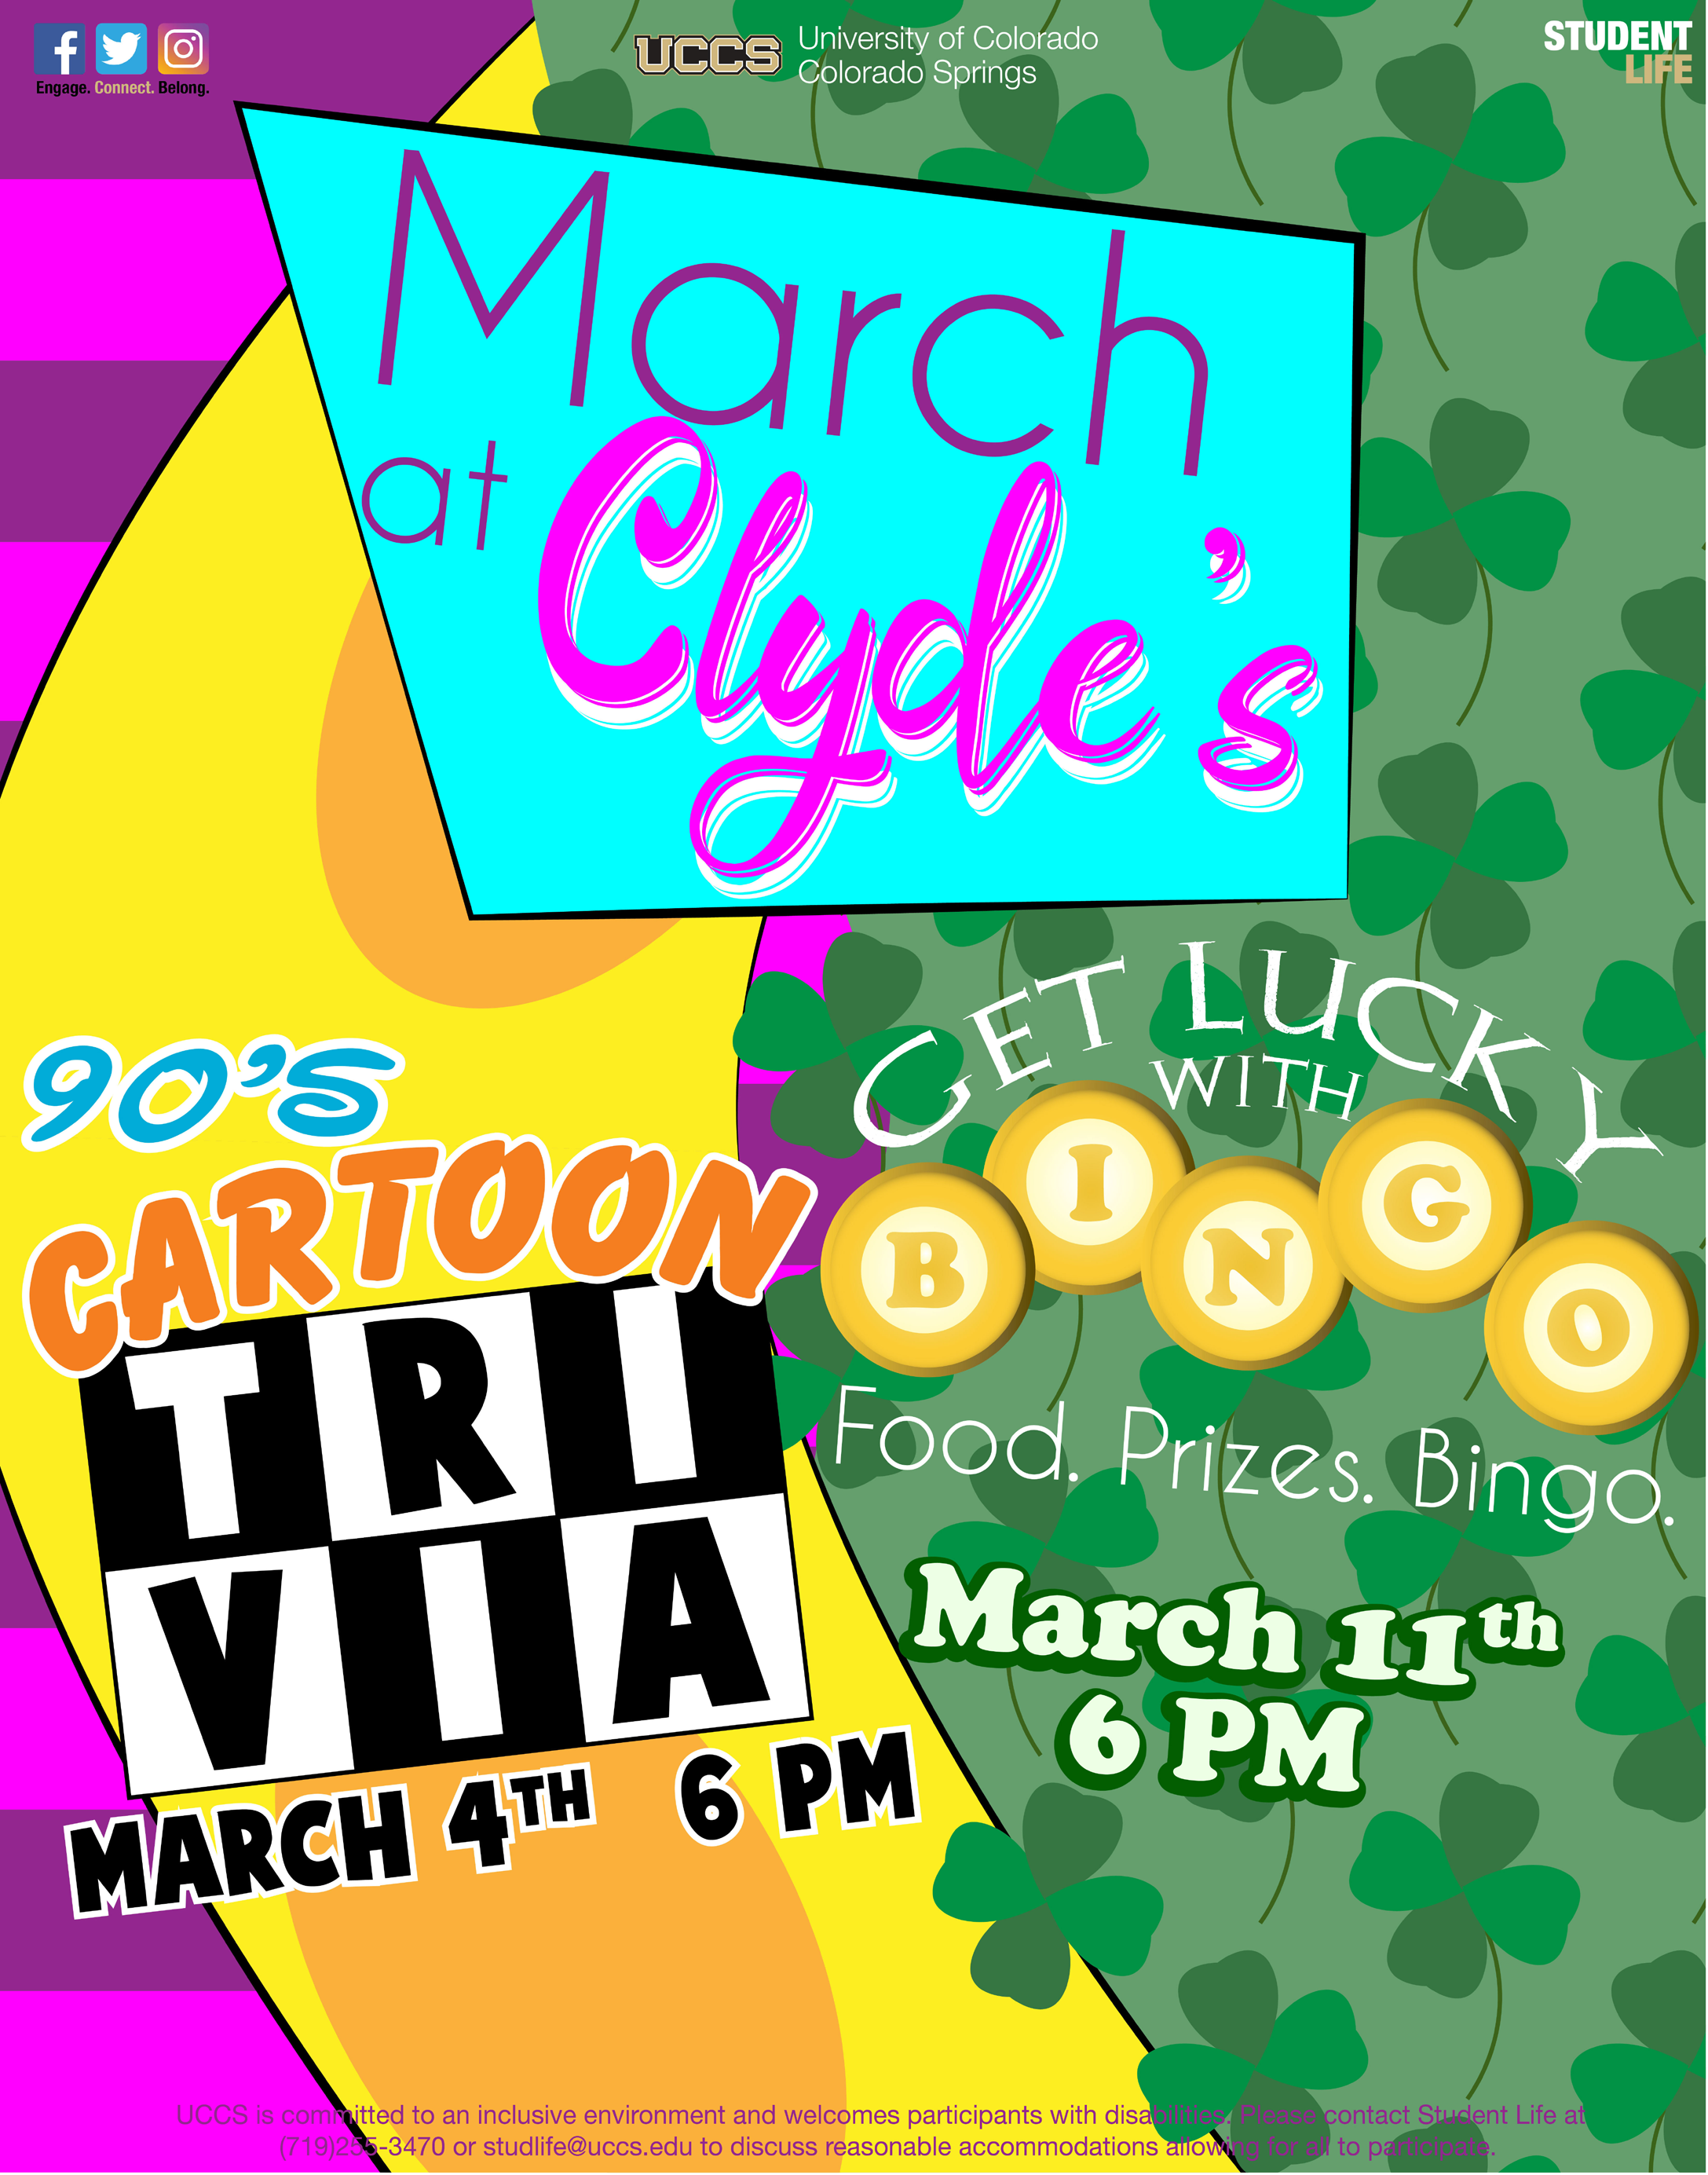 Engage. Connect. Belong.
UCCS
University of Colorado
Colorado Springs
STUDENT
LIFE
March
at Clyde's
90'S
CARTOON
TRI
VIA
MARCH 4TH 6 PM
GET LUCKY
WITH
BINGO
Food. Prizes. Bingo.
March 11th
6 PM
UCCS is committed to an inclusive environment and welcomes participants with disabilities. Please contact Student Life at
(719)255-3470 or studlife@uccs.edu to discuss reasonable accommodations allowing for all to participate.